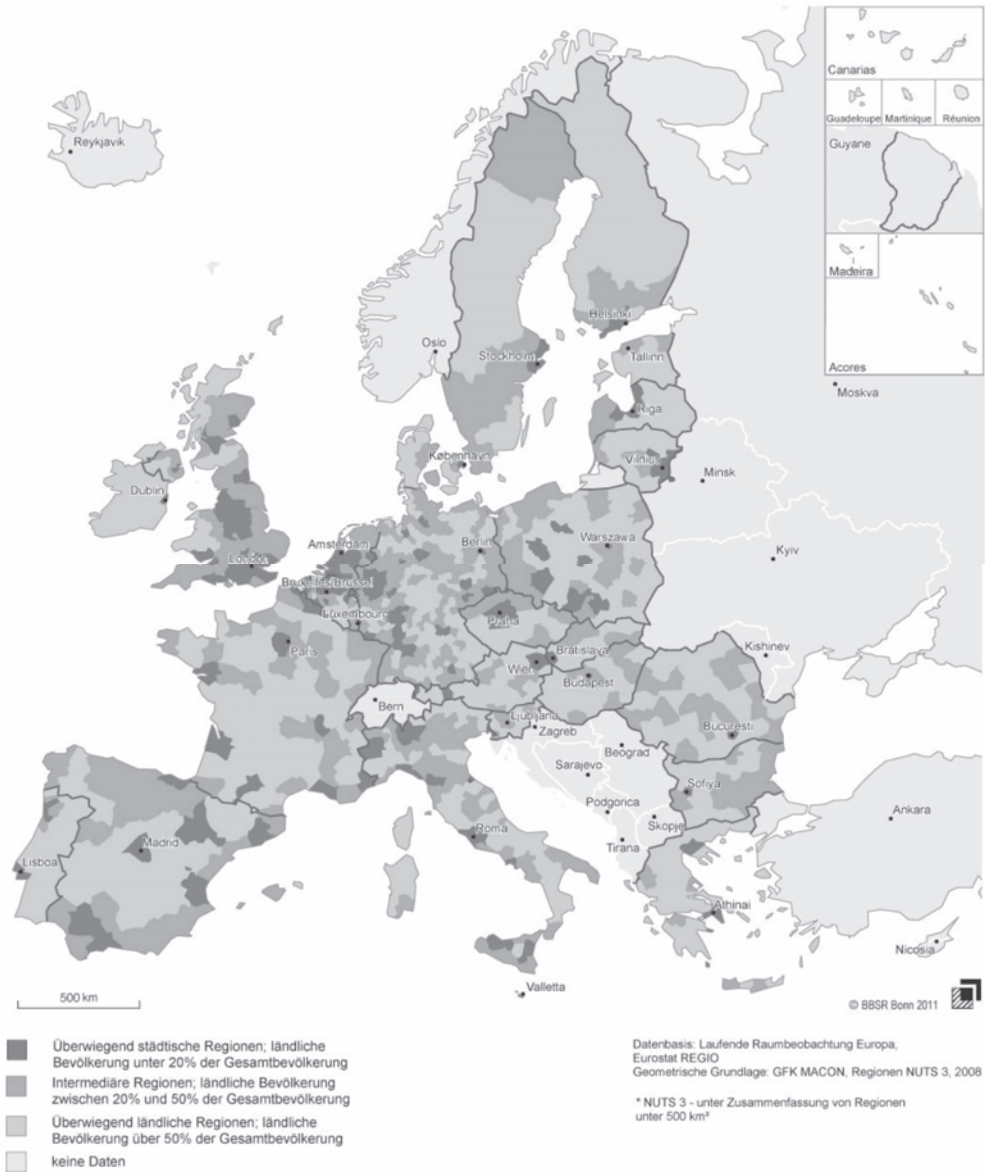 Canarias
Guadeloupe Martinique Réunion
Guyane
Madeira
Acores
Reykjavik
Oslo
Helsinki
Stockholm
Tallinn
Moskva
Riga
København
Vilnius
Minsk
Dublin
Amsterdam
Berlin
Warszawa
London
Kyiv
Bruxelles/Brussel
Luxembourg
Praha
Paris
Kishinev
Wien
Bratislava
Budapest
Bern
Ljubljana
Zagreb
Bucuresti
Beograd
Sarajevo
Sofiya
Podgorica
Ankara
Skopje
Roma
Tirana
Madrid
Lisboa
Athinai
Nicosia
Valletta
500 km
© BBSR Bonn 2011
Überwiegend städtische Regionen; ländliche
Bevölkerung unter 20% der Gesamtbevölkerung
Intermediäre Regionen; ländliche Bevölkerung
zwischen 20% und 50% der Gesamtbevölkerung
Überwiegend ländliche Regionen; ländliche
Bevölkerung über 50% der Gesamtbevölkerung
keine Daten
Datenbasis: Laufende Raumbeobachtung Europa,
Eurostat REGIO
Geometrische Grundlage: GFK MACON, Regionen NUTS 3, 2008
* NUTS 3 - unter Zusammenfassung von Regionen
unter 500 km²